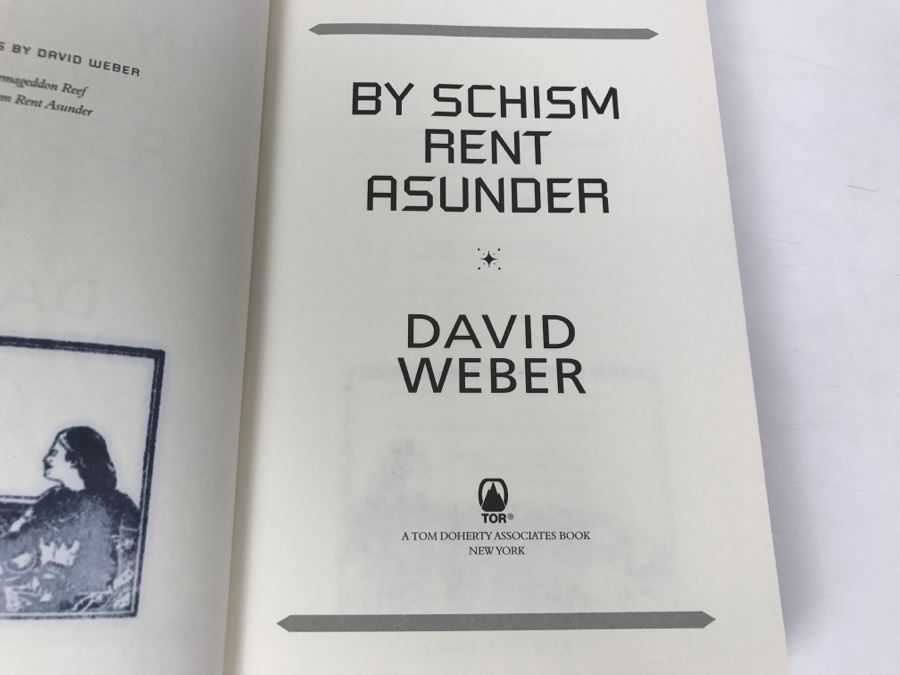 S BY DAVID WEBER
rmageddon Reef
m Rent Asunder
BY SCHISM
RENT
ASUNDER
DAVID
WEBER
TOR®
A TOM DOHERTY ASSOCIATES BOOK
NEW YORK